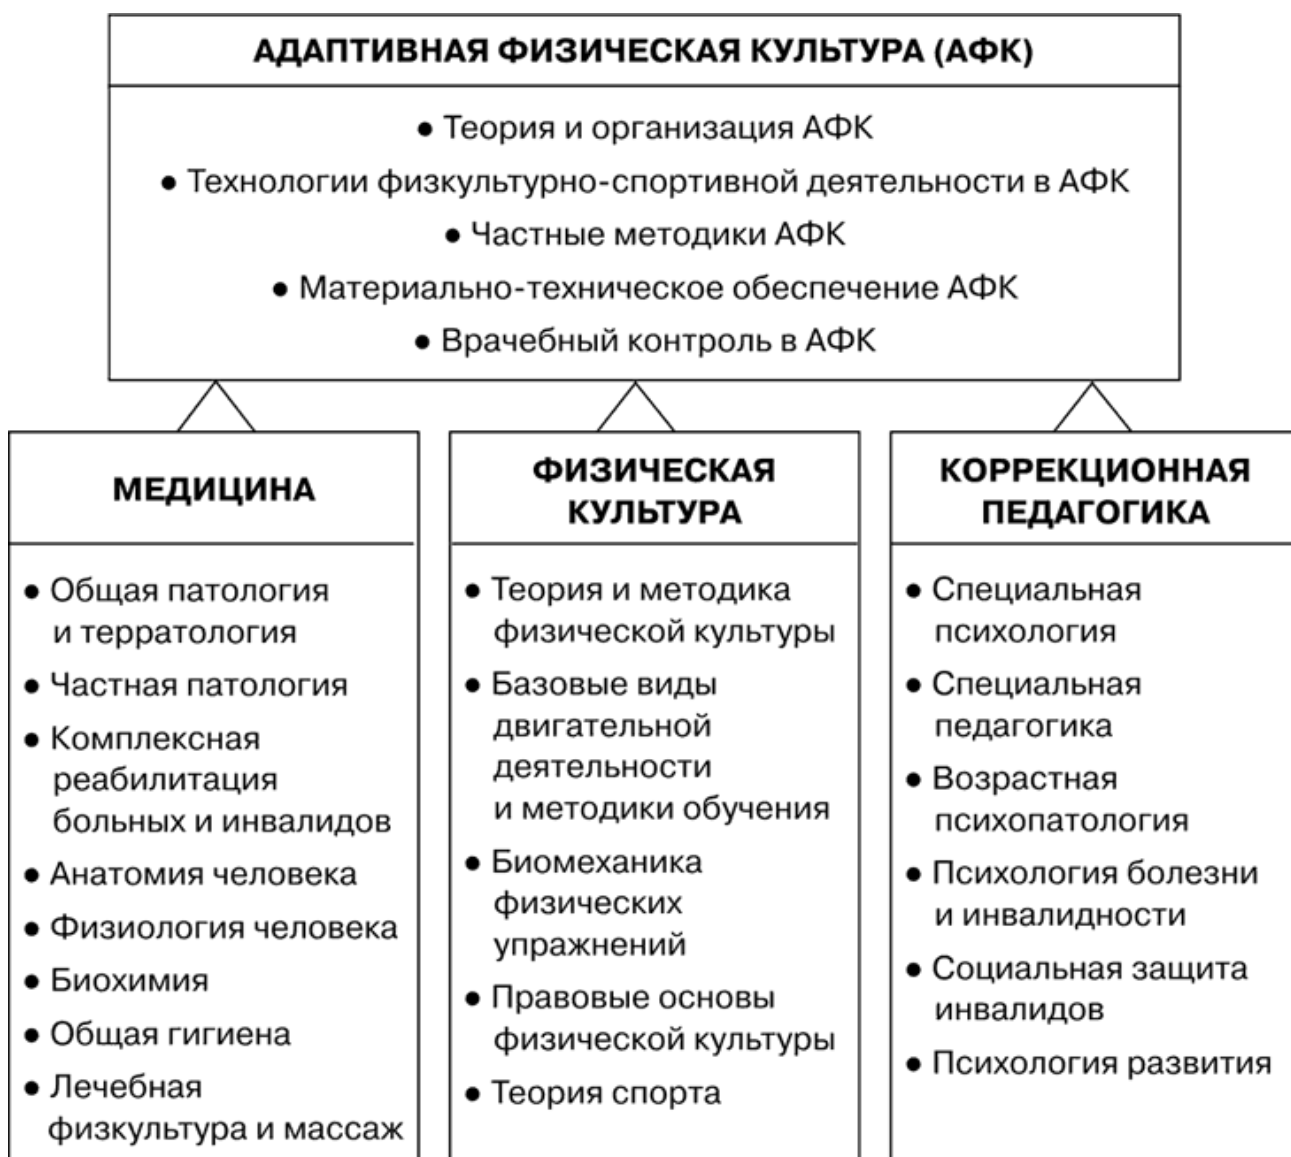 АДАПТИВНАЯ ФИЗИЧЕСКАЯ КУЛЬТУРА (АФК)
● Теория и организация АФК
● Технологии физкультурно-спортивной деятельности в АФК
● Частные методики АФК
● Материально-техническое обеспечение АФК
● Врачебный контроль в АФК
МЕДИЦИНА
● Общая патология
и терратология
● Частная патология
● Комплексная
реабилитация
больных и инвалидов
● Анатомия человека
● Физиология человека
● Биохимия
● Общая гигиена
● Лечебная
физкультура и массаж
ФИЗИЧЕСКАЯ
КУЛЬТУРА
● Теория и методика
физической культуры
● Базовые виды
двигательной
деятельности
и методики обучения
● Биомеханика
физических
упражнений
● Правовые основы
физической культуры
● Теория спорта
КОРРЕКЦИОННАЯ
ПЕДАГОГИКА
● Специальная
психология
● Специальная
педагогика
● Возрастная
психопатология
● Психология болезни
и инвалидности
● Социальная защита
инвалидов
● Психология развития